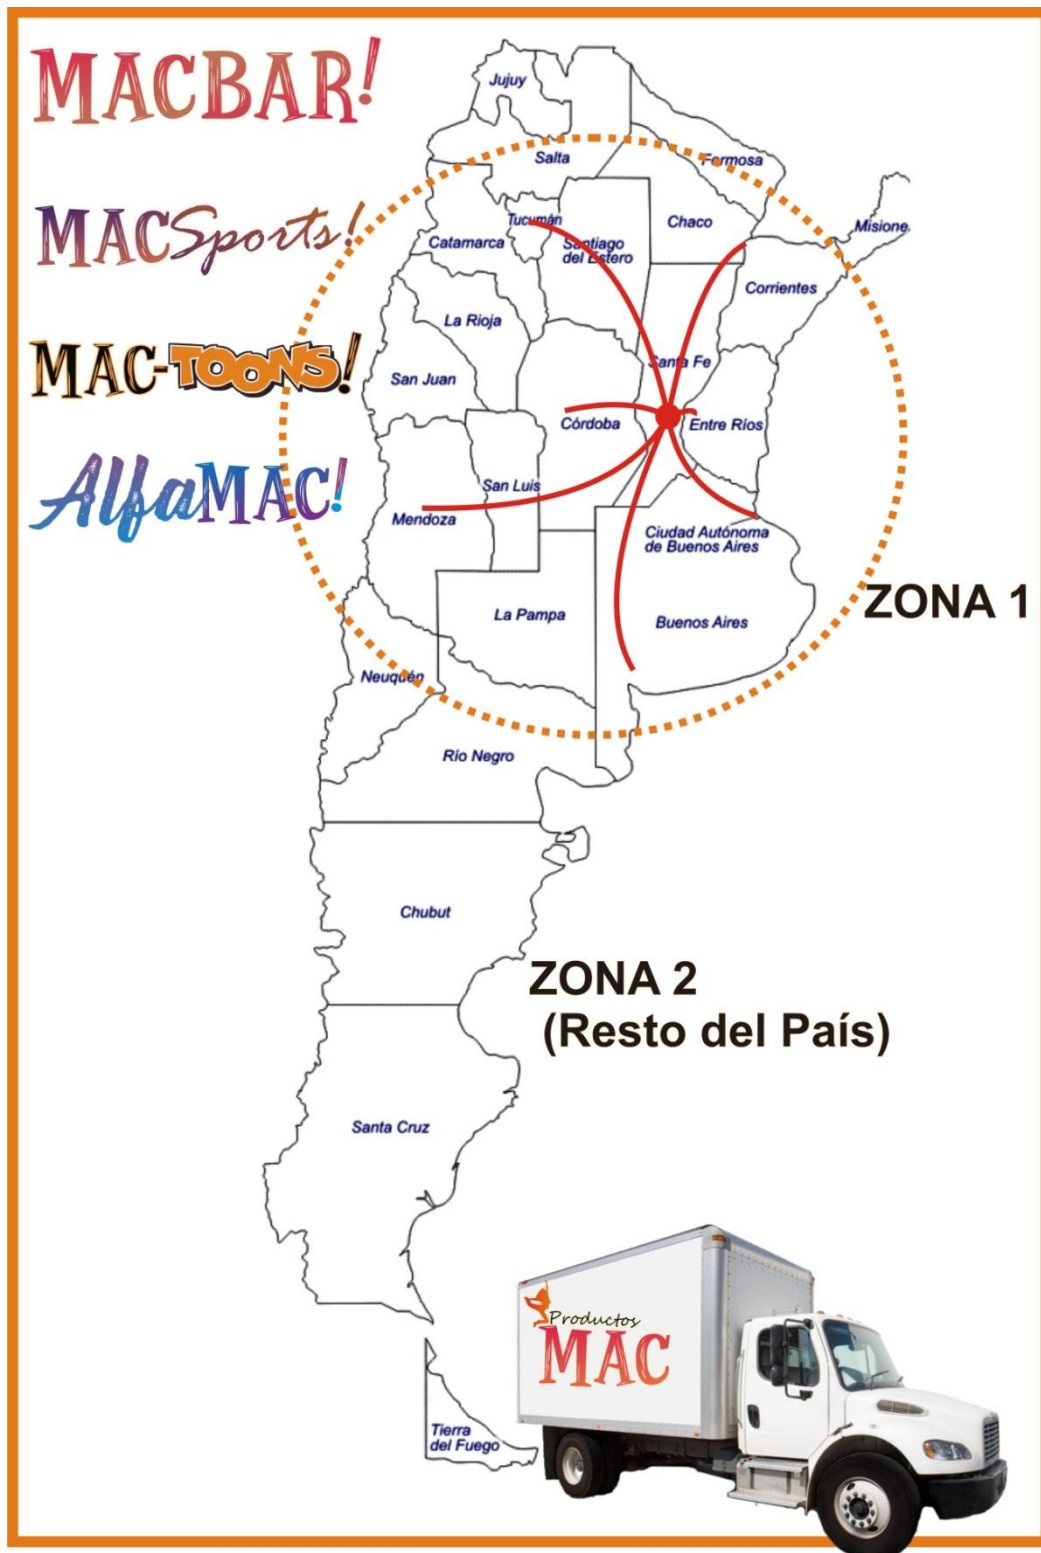 MACBAR!
MACSports!
MAC-TOONS!
AlfaMAC!
Jujuy
Salta
Formosa
Misione
Tucumán
Chaco
Catamarca
Santiago
del Estero
Corrientes
La Rioja
Santa Fe
San Juan
Córdoba
Entre Ríos
San Luis
Mendoza
Ciudad Autónoma
de Buenos Aires
ZONA 1
La Pampa
Buenos Aires
Neuquén
Río Negro
Chubut
ZONA 2
(Resto del País)
Santa Cruz
Productos
MAC
Tierra
del Fuego